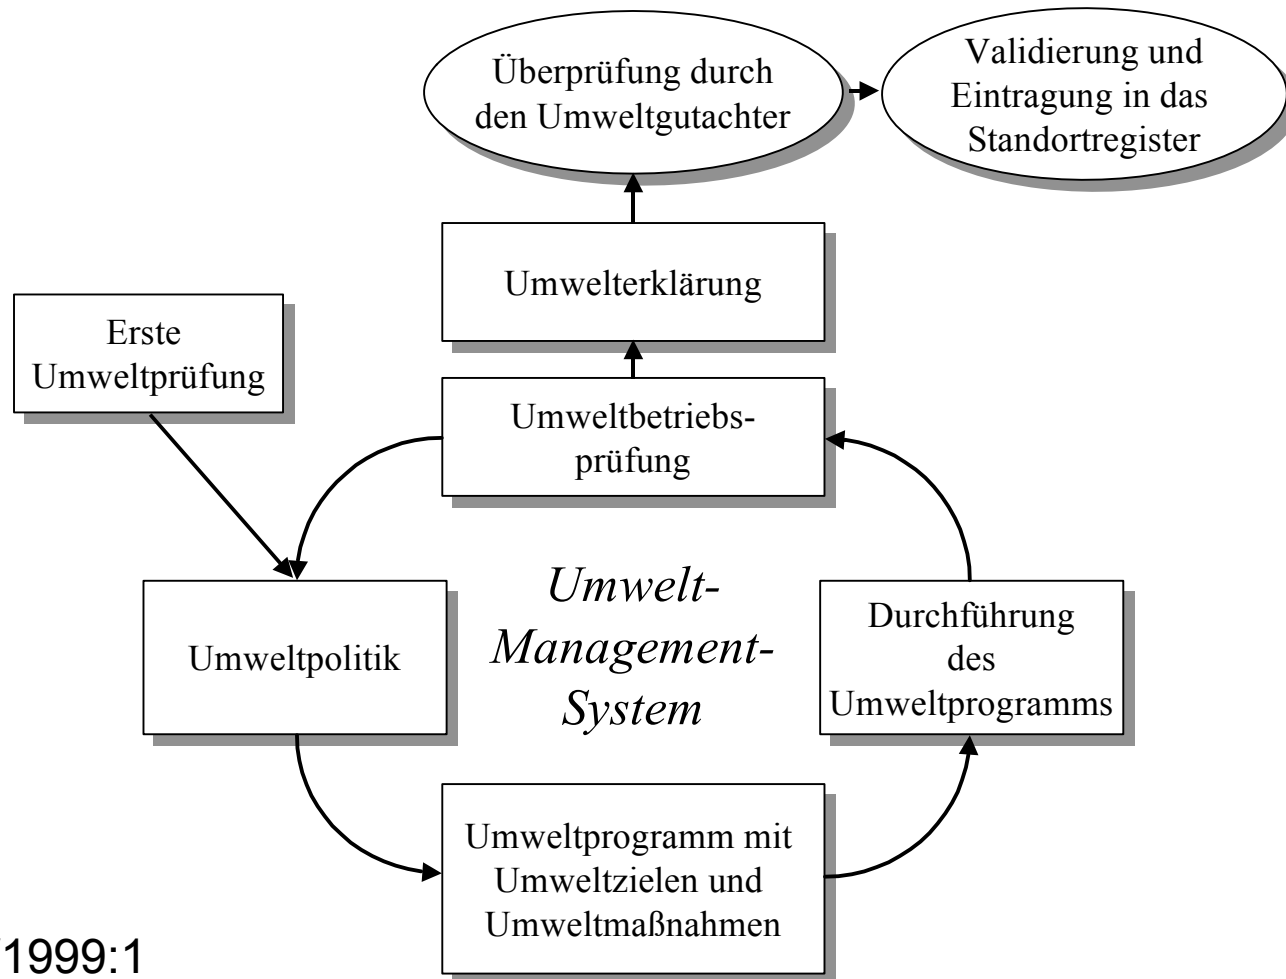 Überprüfung durch
den Umweltgutachter
Validierung und
Eintragung in das
Standortregister
Umwelterklärung
Erste
Umweltprüfung
Umweltbetriebs-
prüfung
Umwelt-
Management-
System
Umweltpolitik
Durchführung
des
Umweltprogramms
Umweltprogramm mit
Umweltzielen und
Umweltmaßnahmen
1999:1